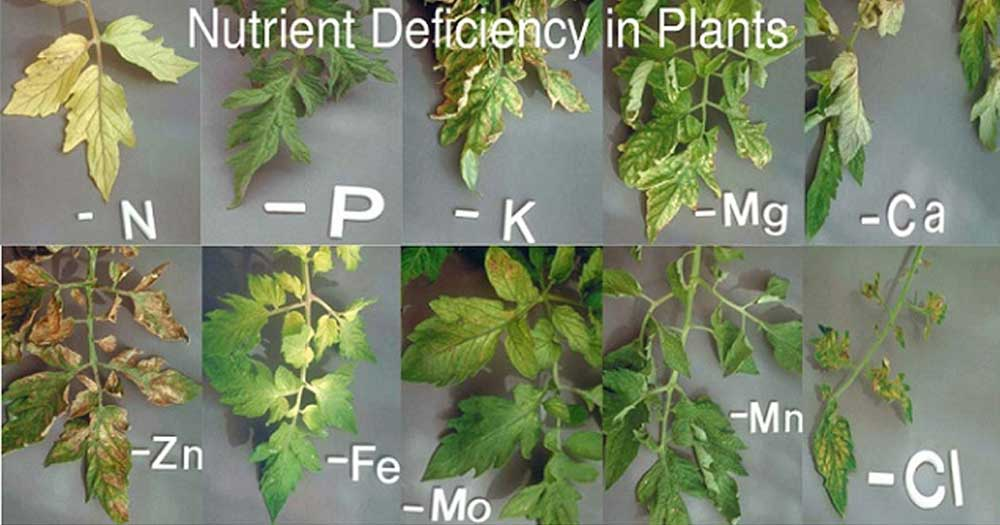 Nutrient Deficiency in Plants
- N
- P
- K
-Mg
-Ca
-Zn
-Fe
-Mo
-Mn
-Cl